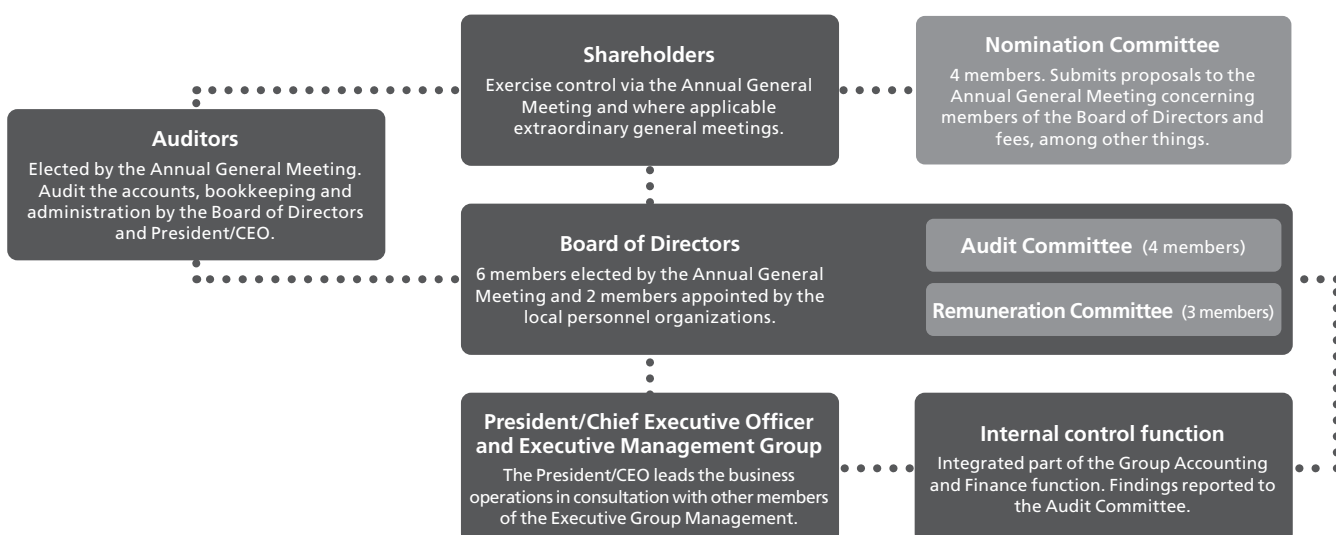 Shareholders
Exercise control via the Annual General
Meeting and where applicable
extraordinary general meetings.
Nomination Committee
4 members. Submits proposals to the
Annual General Meeting concerning
members of the Board of Directors and
fees, among other things.
Auditors
Elected by the Annual General Meeting.
Audit the accounts, bookkeeping and
administration by the Board of Directors
and President/CEO.
Board of Directors
6 members elected by the Annual General
Meeting and 2 members appointed by the
local personnel organizations.
Audit Committee (4 members)
Remuneration Committee (3 members)
President/Chief Executive Officer
and Executive Management Group
The President/CEO leads the business
operations in consultation with other members
of the Executive Group Management.
Internal control function
Integrated part of the Group Accounting
and Finance function. Findings reported to
the Audit Committee.